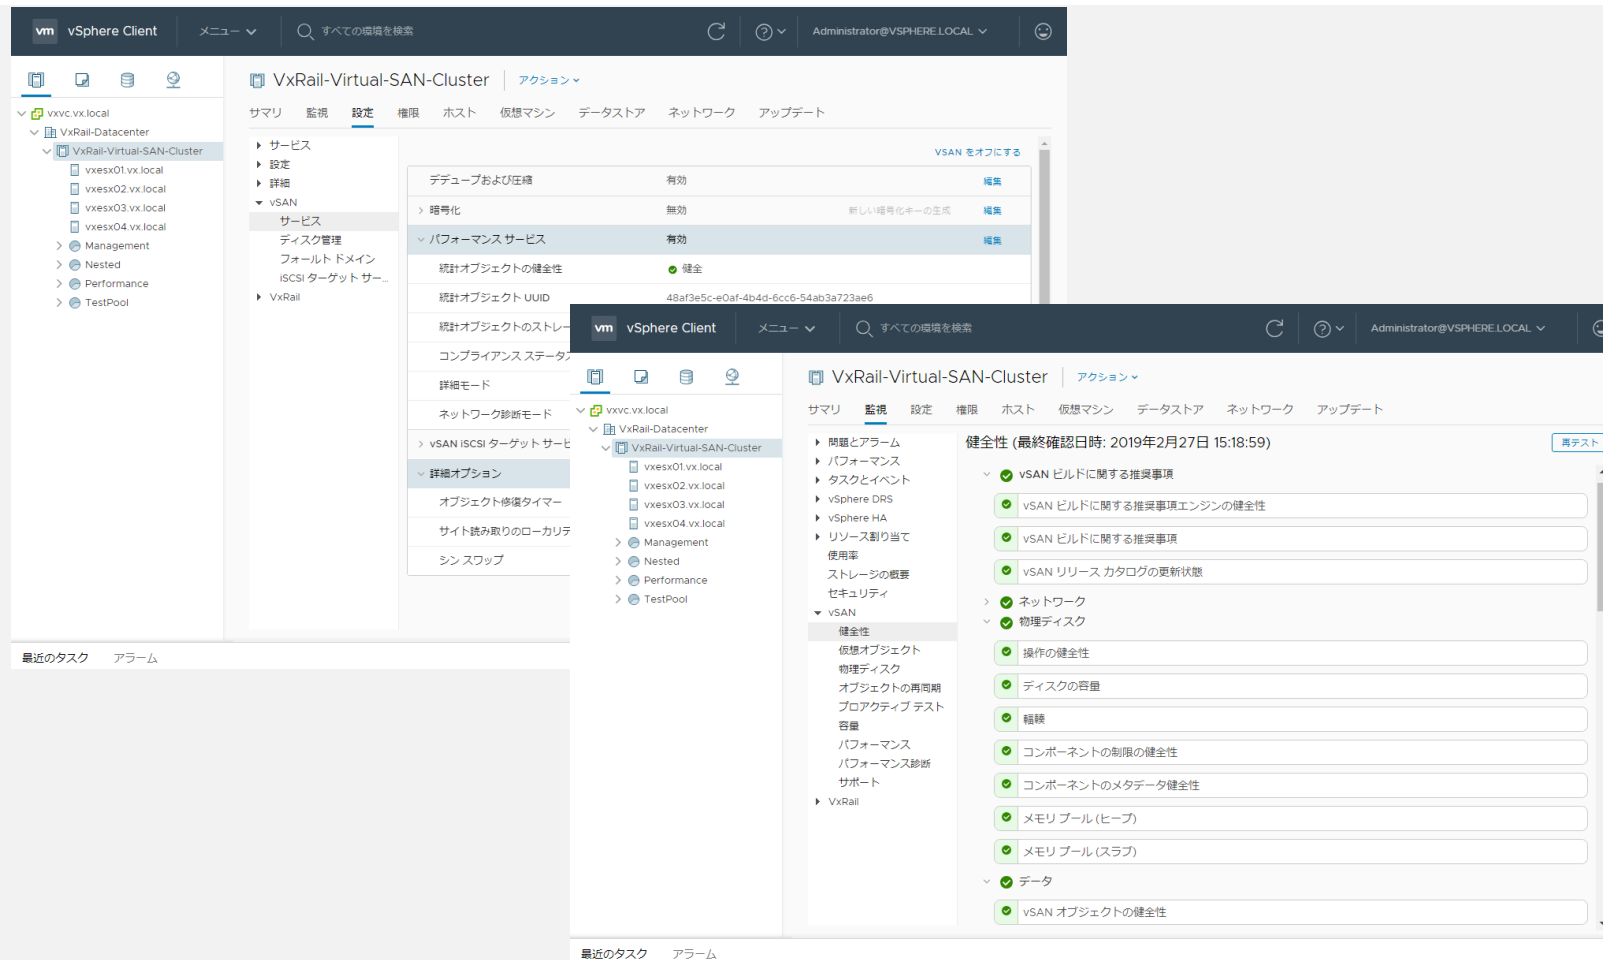 vm vSphere Client メニュー すべての環境を検索 Administrator@VSPHERE.LOCAL
VxRail-Virtual-SAN-Cluster アクション
サマリ 監視 設定 権限 ホスト 仮想マシン データストア ネットワーク アップデート
vxvc.vx.local
VxRail-Datacenter
VxRail-Virtual-SAN-Cluster
vxesx01.vx.local
vxesx02.vx.local
vxesx03.vx.local
vxesx04.vx.local
Management
Nested
Performance
TestPool
サービス
設定
詳細
vSAN
サービス
ディスク管理
フォールト ドメイン
iSCSI ターゲット サー...
VxRail
VSAN をオフにする
デデュープおよび圧縮 有効 編集
暗号化 無効 新しい暗号化キーの生成 編集
パフォーマンス サービス 有効 編集
統計オブジェクトの健全性 健全
統計オブジェクト UUID 48af3e5c-e0af-4b4d-6cc6-54ab3a723ae6
統計オブジェクトのストレー
コンプライアンス ステータス
詳細モード
ネットワーク診断モード
vSAN iSCSI ターゲット サービ
詳細オプション
オブジェクト修復タイマー
サイト読み取りのローカリテ
シン スワップ
最近のタスク アラーム
vm vSphere Client メニュー すべての環境を検索 Administrator@VSPHERE.LOCAL
VxRail-Virtual-SAN-Cluster アクション
サマリ 監視 設定 権限 ホスト 仮想マシン データストア ネットワーク アップデート
vxvc.vx.local
VxRail-Datacenter
VxRail-Virtual-SAN-Cluster
vxesx01.vx.local
vxesx02.vx.local
vxesx03.vx.local
vxesx04.vx.local
Management
Nested
Performance
TestPool
問題とアラーム
パフォーマンス
タスクとイベント
vSphere DRS
vSphere HA
リソース割り当て
使用率
ストレージの概要
セキュリティ
vSAN
健全性
仮想オブジェクト
物理ディスク
オブジェクトの再同期
プロアクティブ テスト
容量
パフォーマンス
パフォーマンス診断
サポート
VxRail
健全性 (最終確認日時: 2019年2月27日 15:18:59) 再テスト
vSAN ビルドに関する推奨事項
vSAN ビルドに関する推奨事項エンジンの健全性
vSAN ビルドに関する推奨事項
vSAN リリース カタログの更新状態
ネットワーク
物理ディスク
操作の健全性
ディスクの容量
輻輳
コンポーネントの制限の健全性
コンポーネントのメタデータ健全性
メモリ プール (ヒープ)
メモリ プール (スラブ)
データ
vSAN オブジェクトの健全性
最近のタスク アラーム